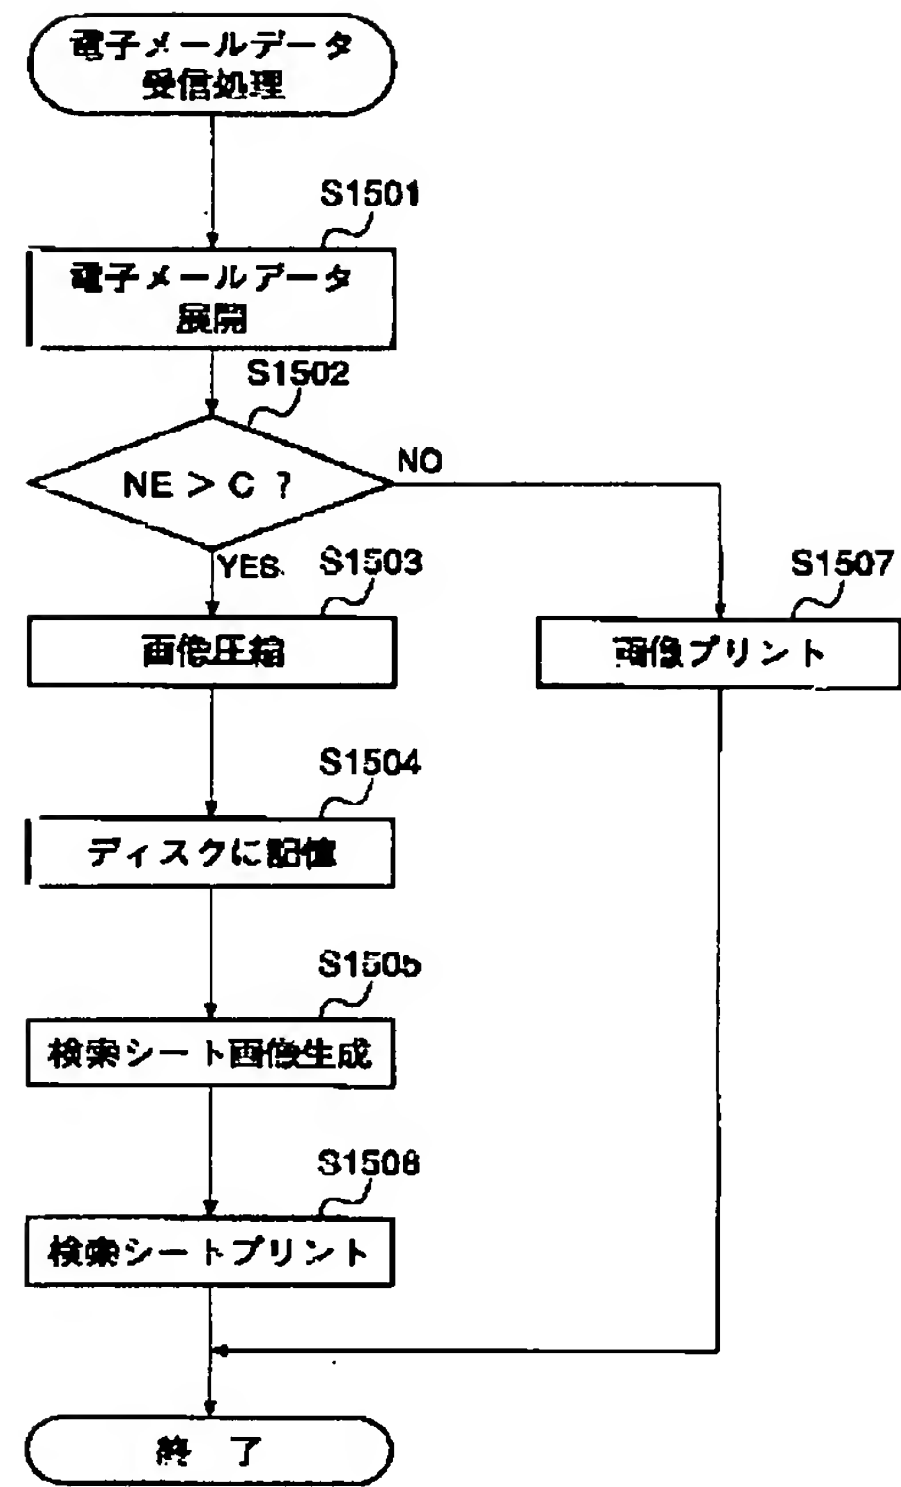 電子メールデータ
受信処理
S1501
電子メールデータ
展開
S1502
NE > C ?
NO
YES
S1503
画像圧縮
S1507
画像プリント
S1504
ディスクに記憶
S1505
検索シート画像生成
S1506
検索シートプリント
終 了